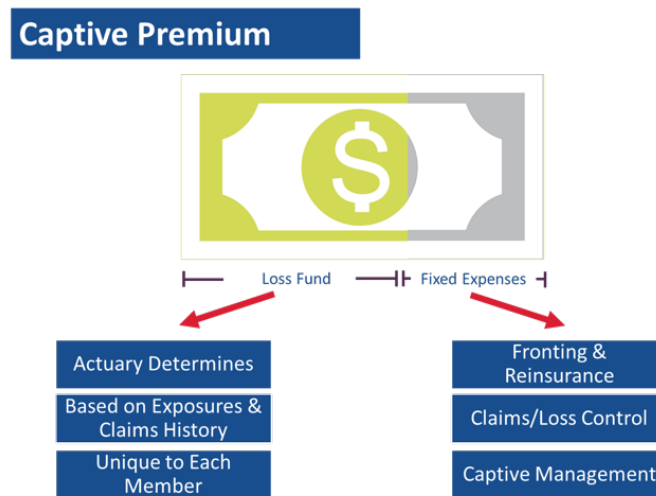 Captive Premium
$
Loss Fund
Fixed Expenses
Actuary Determines
Based on Exposures &
Claims History
Unique to Each
Member
Fronting &
Reinsurance
Claims/Loss Control
Captive Management